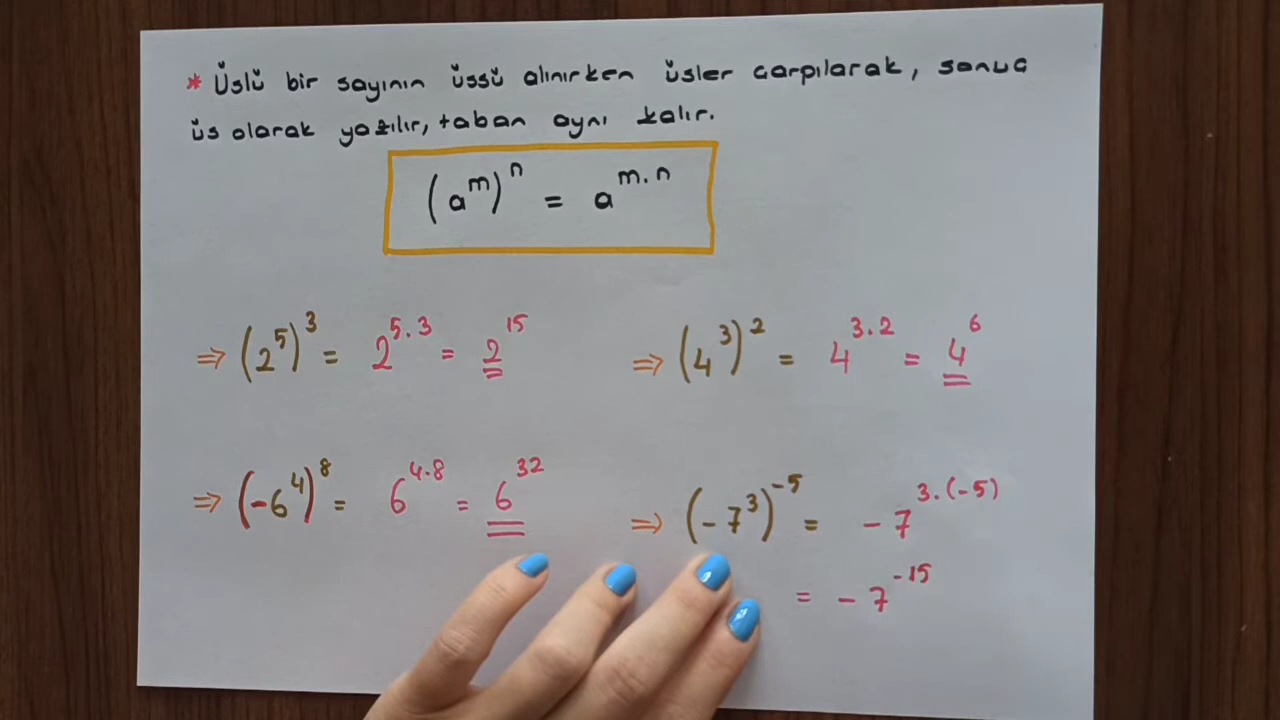 * Üslü bir sayının üssü alınırken üsler çarpılarak, sonuç
üs olarak yazılır, taban aynı kalır.
(a^m)^n = a^(m.n)
⇒ (2^5)^3 = 2^(5.3) = 2^15
⇒ (4^3)^2 = 4^(3.2) = 4^6
⇒ (-6^4)^8 = 6^(4.8) = 6^32
⇒ (-7^3)^-5 = -7^(3.(-5))
= -7^-15